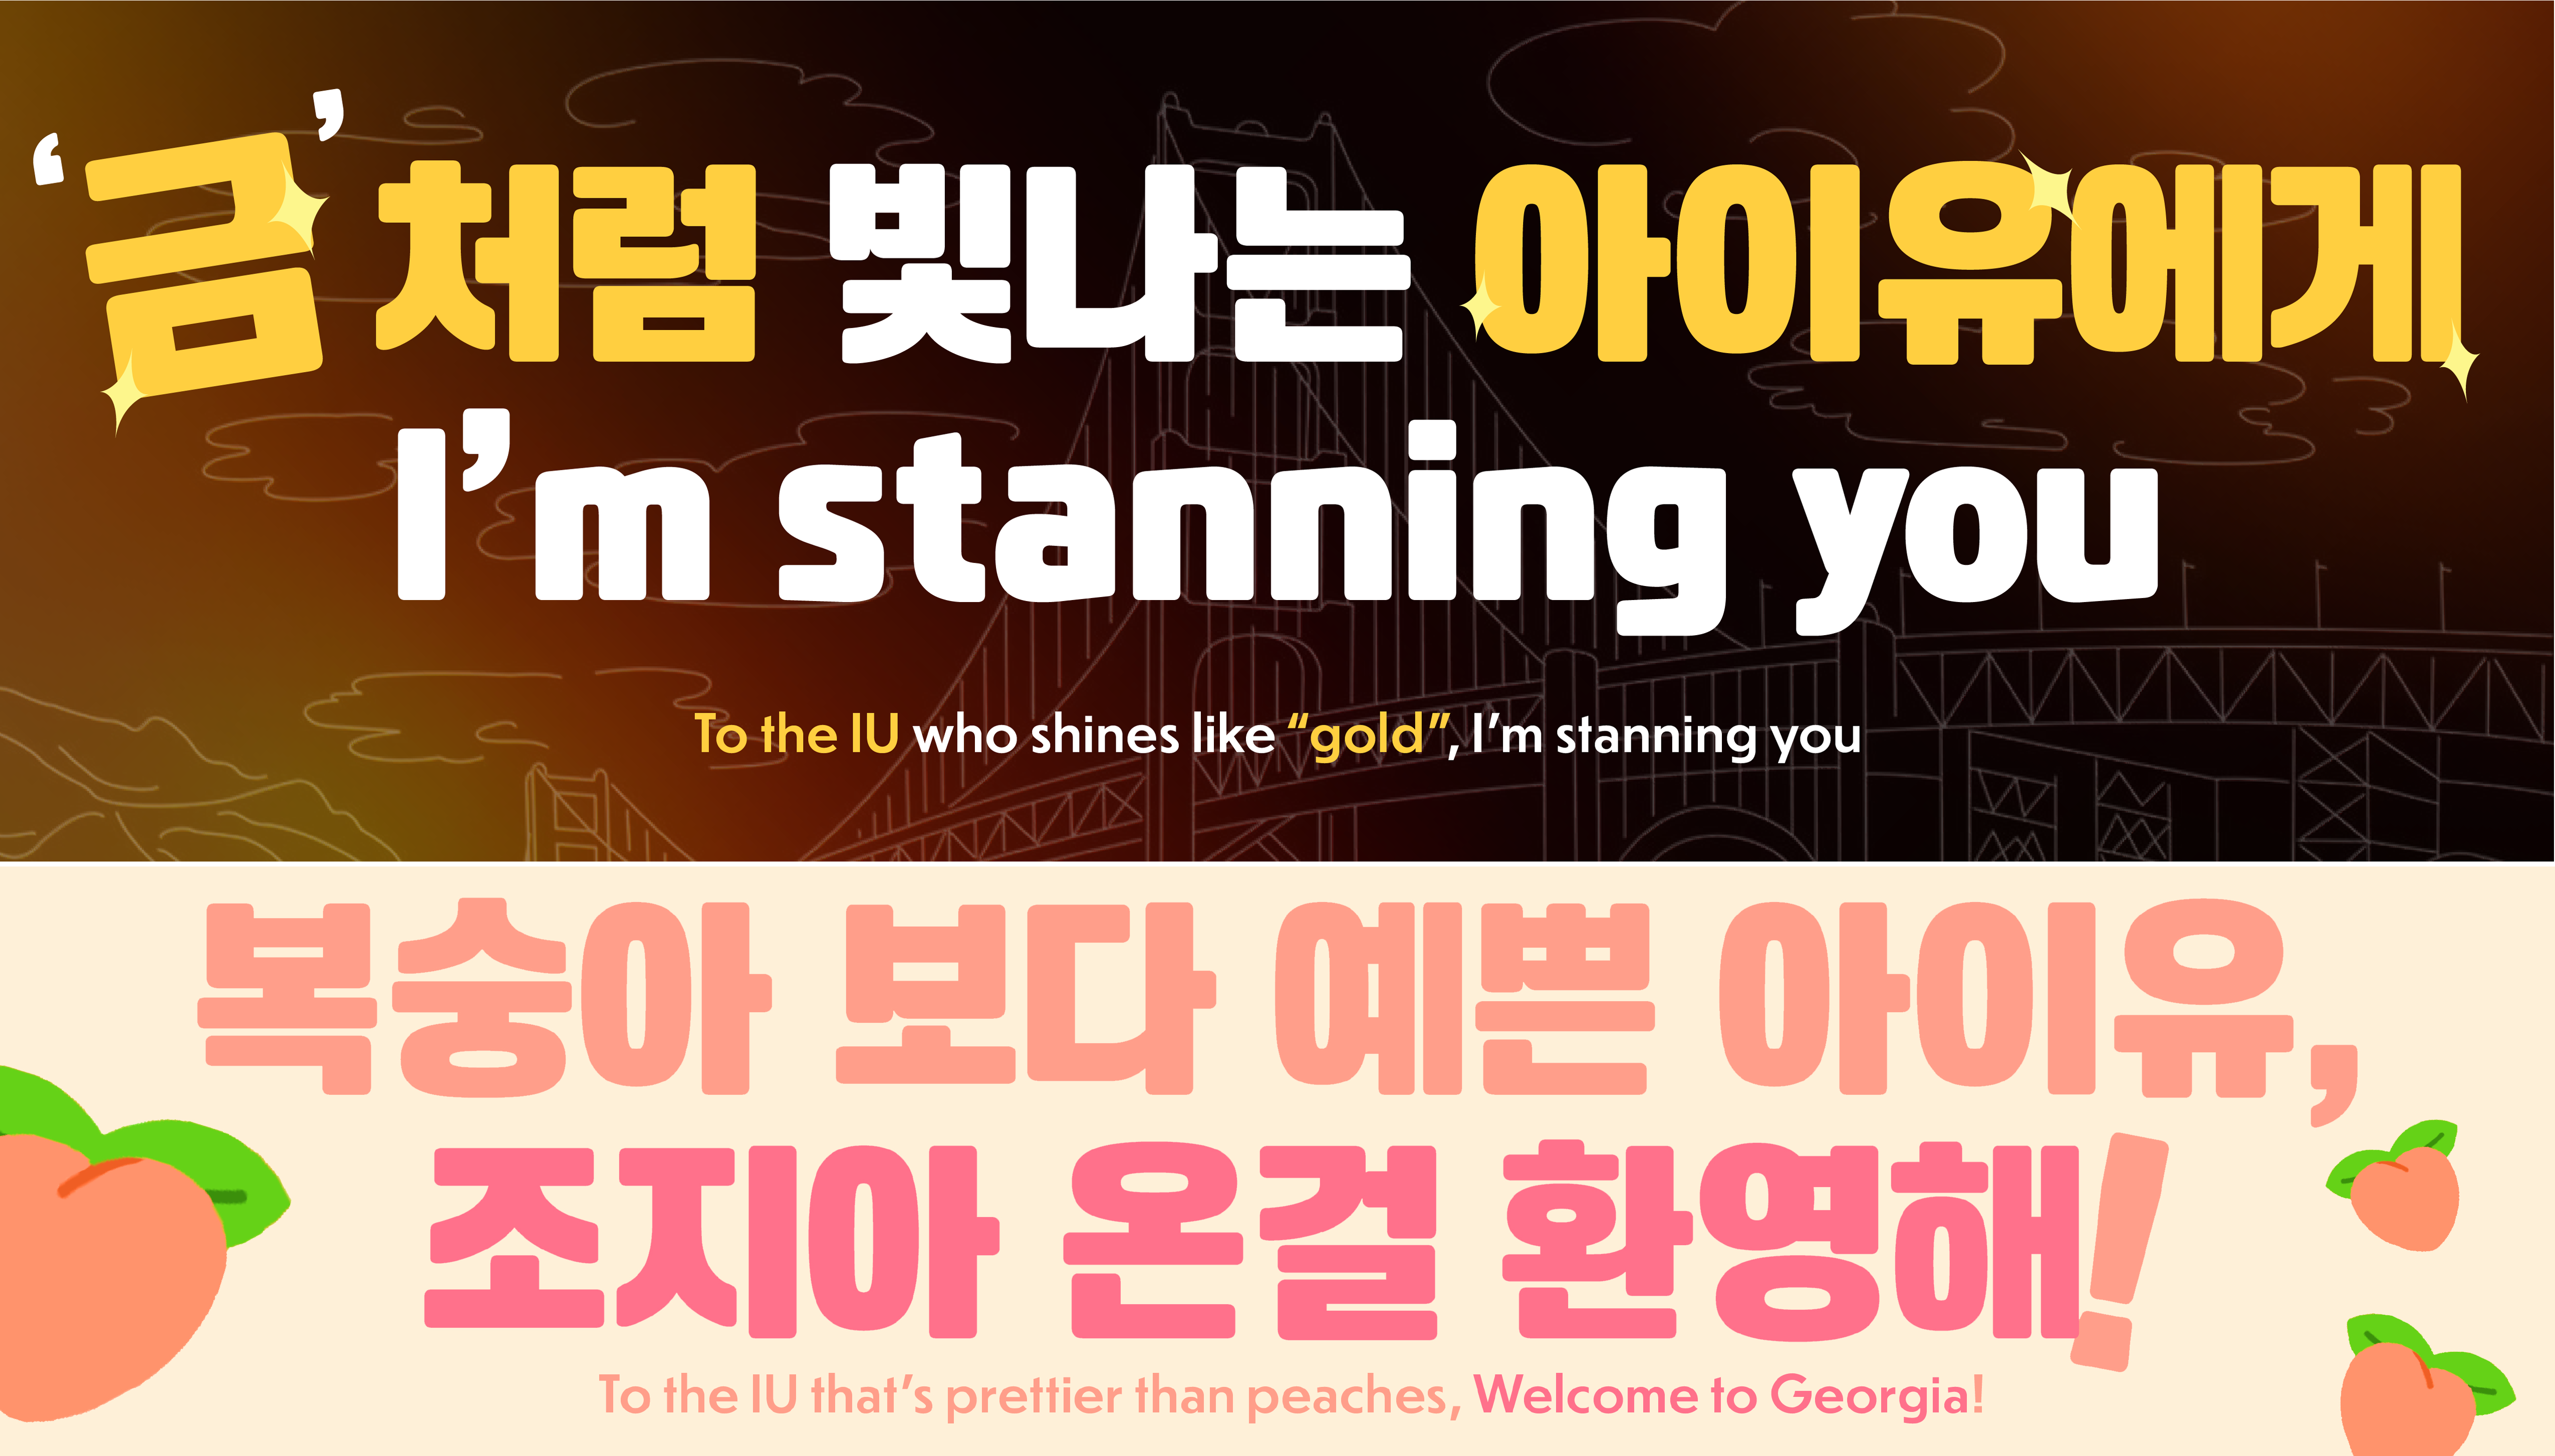 ‘금’처럼 빛나는 아이유에게
I’m stanning you
To the IU who shines like “gold”, I’m stanning you
복숭아 보다 예쁜 아이유,
조지아 온걸 환영해!
To the IU that’s prettier than peaches, Welcome to Georgia!